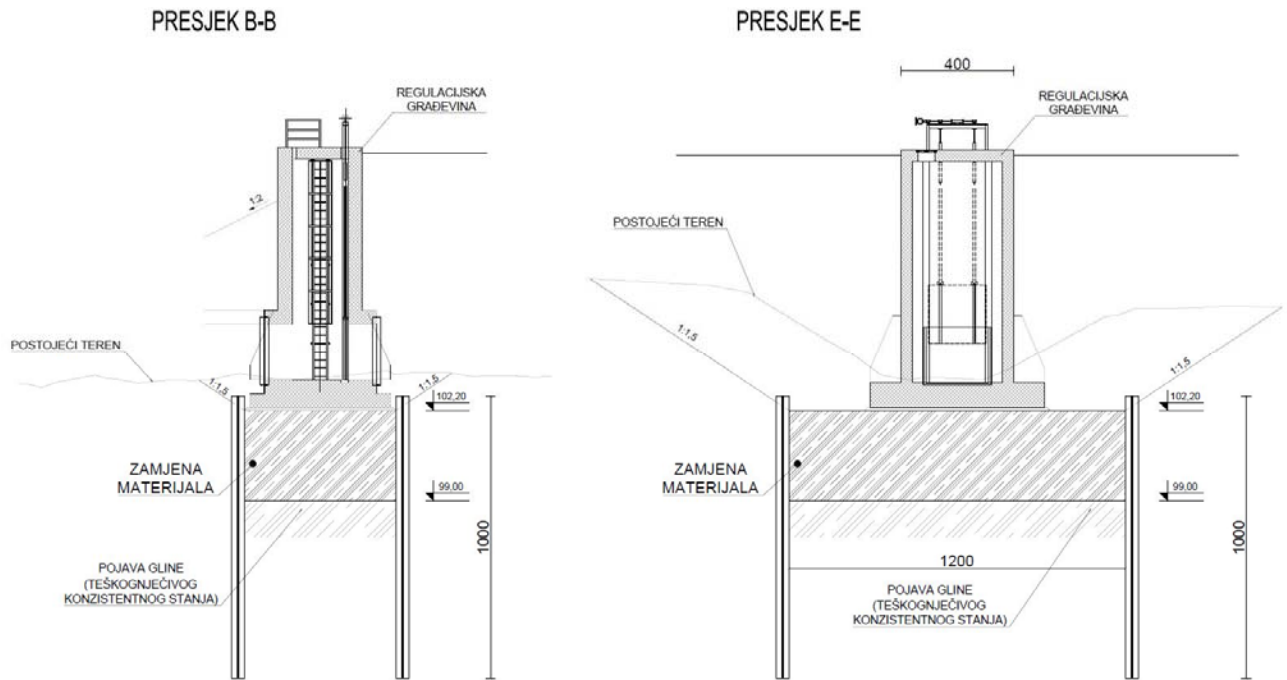 PRESJEK B-B
REGULACIJSKA
GRAĐEVINA
1:2
POSTOJEĆI TEREN
1:1,5
1:1,5
102,20
ZAMJENA
MATERIJALA
99,00
1000
POJAVA GLINE
(TEŠKOGNJEČIVOG
KONZISTENTNOG STANJA)
PRESJEK E-E
400
REGULACIJSKA
GRAĐEVINA
POSTOJEĆI TEREN
1:1,5
1:1,5
102,20
ZAMJENA
MATERIJALA
99,00
1000
1200
POJAVA GLINE
(TEŠKOGNJEČIVOG
KONZISTENTNOG STANJA)